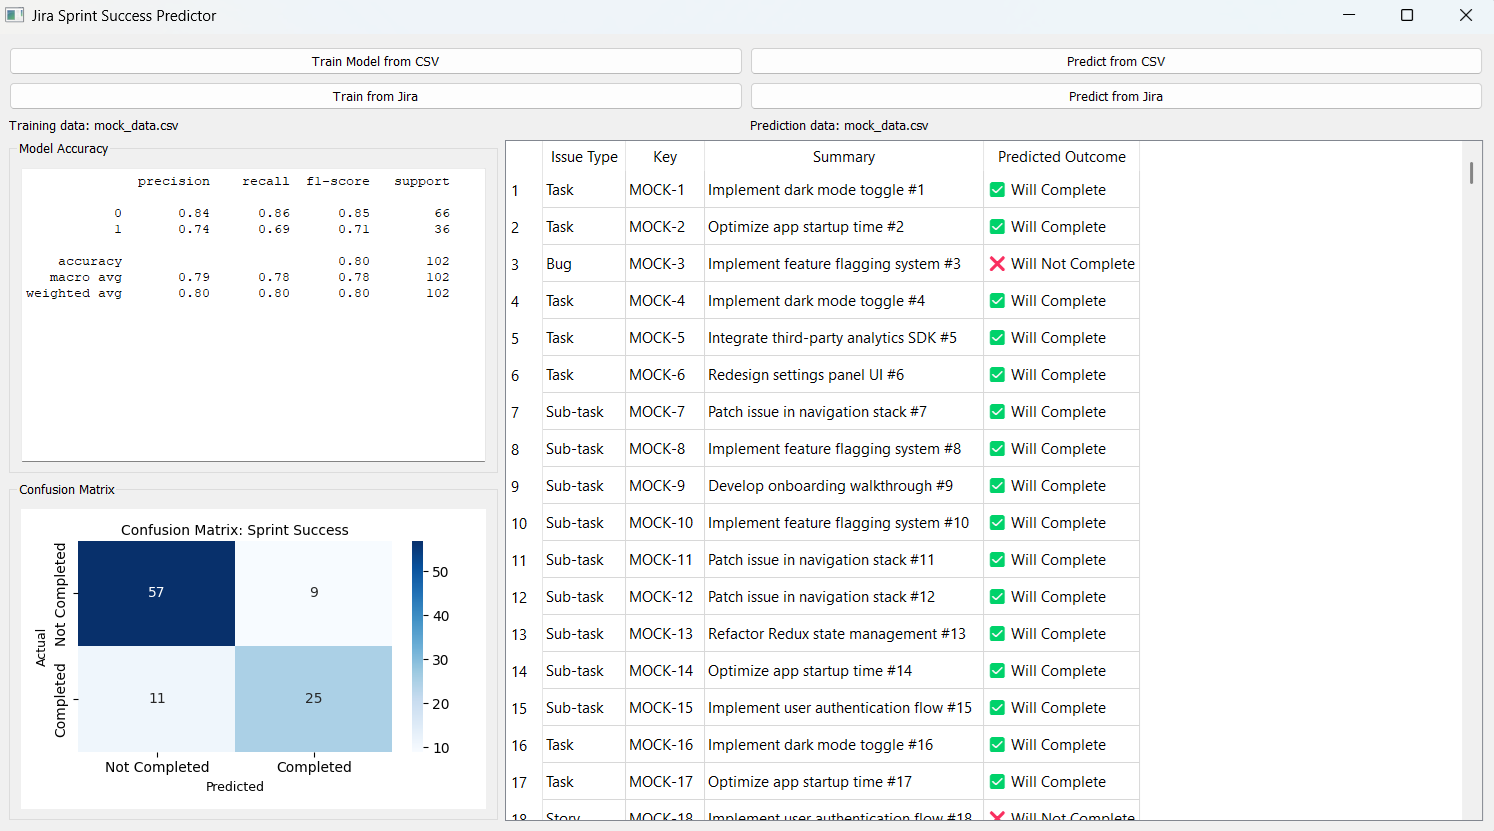 Jira Sprint Success Predictor
Train Model from CSV
Predict from CSV
Train from Jira
Predict from Jira
Training data: mock_data.csv
Prediction data: mock_data.csv
Model Accuracy
precision recall f1-score support
0 0.84 0.86 0.85 66
1 0.74 0.69 0.71 36
accuracy 0.80 102
macro avg 0.79 0.78 0.78 102
weighted avg 0.80 0.80 0.80 102
Confusion Matrix
Confusion Matrix: Sprint Success
Actual
Not Completed
Completed
57 9
11 25
50
40
30
20
10
Not Completed Completed
Predicted
Issue Type Key Summary Predicted Outcome
1 Task MOCK-1 Implement dark mode toggle #1 ✅ Will Complete
2 Task MOCK-2 Optimize app startup time #2 ✅ Will Complete
3 Bug MOCK-3 Implement feature flagging system #3 ❌ Will Not Complete
4 Task MOCK-4 Implement dark mode toggle #4 ✅ Will Complete
5 Task MOCK-5 Integrate third-party analytics SDK #5 ✅ Will Complete
6 Task MOCK-6 Redesign settings panel UI #6 ✅ Will Complete
7 Sub-task MOCK-7 Patch issue in navigation stack #7 ✅ Will Complete
8 Sub-task MOCK-8 Implement feature flagging system #8 ✅ Will Complete
9 Sub-task MOCK-9 Develop onboarding walkthrough #9 ✅ Will Complete
10 Sub-task MOCK-10 Implement feature flagging system #10 ✅ Will Complete
11 Sub-task MOCK-11 Patch issue in navigation stack #11 ✅ Will Complete
12 Sub-task MOCK-12 Patch issue in navigation stack #12 ✅ Will Complete
13 Sub-task MOCK-13 Refactor Redux state management #13 ✅ Will Complete
14 Sub-task MOCK-14 Optimize app startup time #14 ✅ Will Complete
15 Sub-task MOCK-15 Implement user authentication flow #15 ✅ Will Complete
16 Task MOCK-16 Implement dark mode toggle #16 ✅ Will Complete
17 Task MOCK-17 Optimize app startup time #17 ✅ Will Complete
18 Story MOCK-18 Implement user authentication flow #18 ❌ Will Not Complete